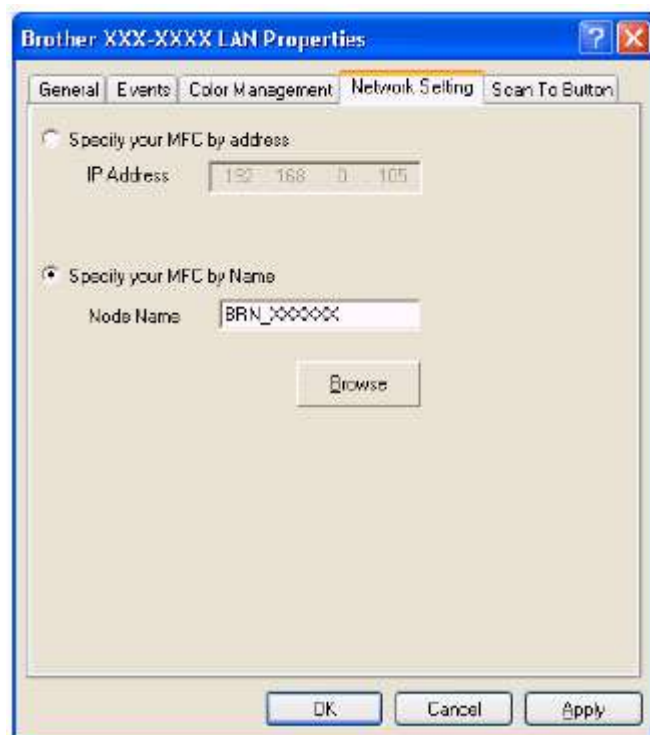 Brother XXX-XXXX LAN Properties
General Events Color Management Network Setting Scan To Button
Specify your MFC by address
IP Address 192 . 168 . 0 . 105
Specify your MFC by Name
Node Name BRN_XXXXXX
Browse
OK Cancel Apply